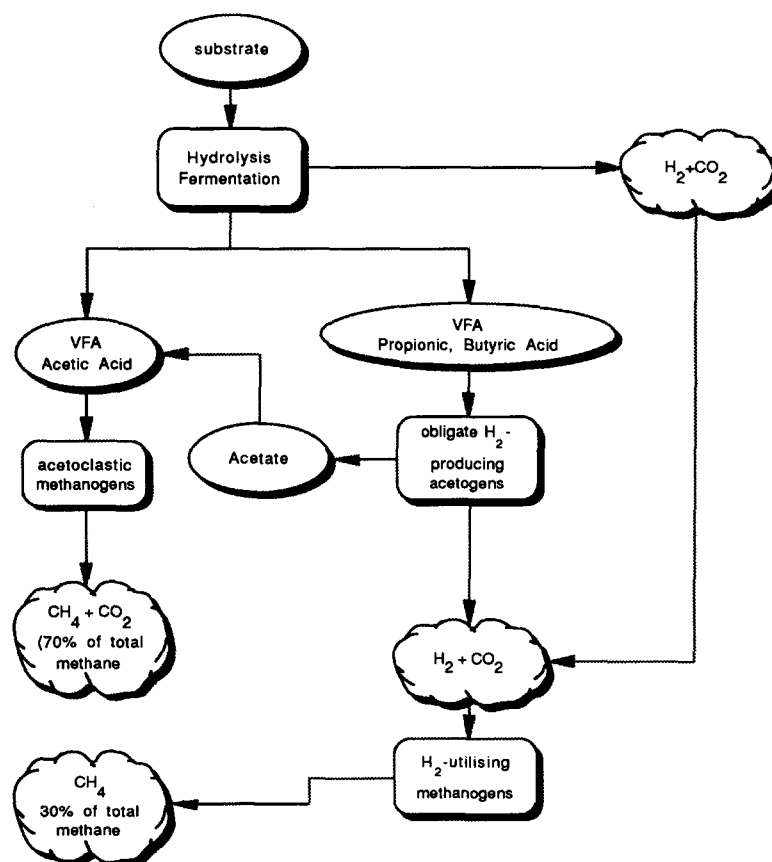 substrate
Hydrolysis
Fermentation
H2+CO2
VFA
Acetic Acid
VFA
Propionic, Butyric Acid
Acetate
obligate H2-
producing
acetogens
acetoclastic
methanogens
CH4 + CO2
(70% of total
methane
H2 + CO2
H2-utilising
methanogens
CH4
30% of total
methane